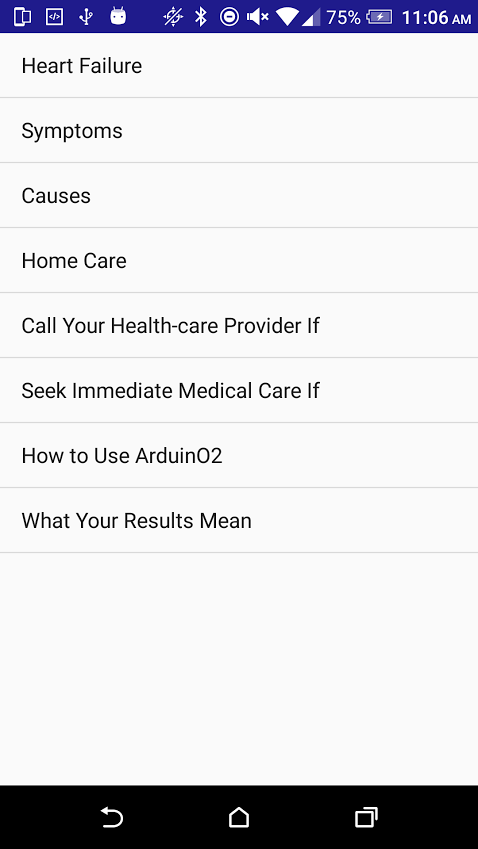 75% 11:06 AM
Heart Failure
Symptoms
Causes
Home Care
Call Your Health-care Provider If
Seek Immediate Medical Care If
How to Use ArduinO2
What Your Results Mean